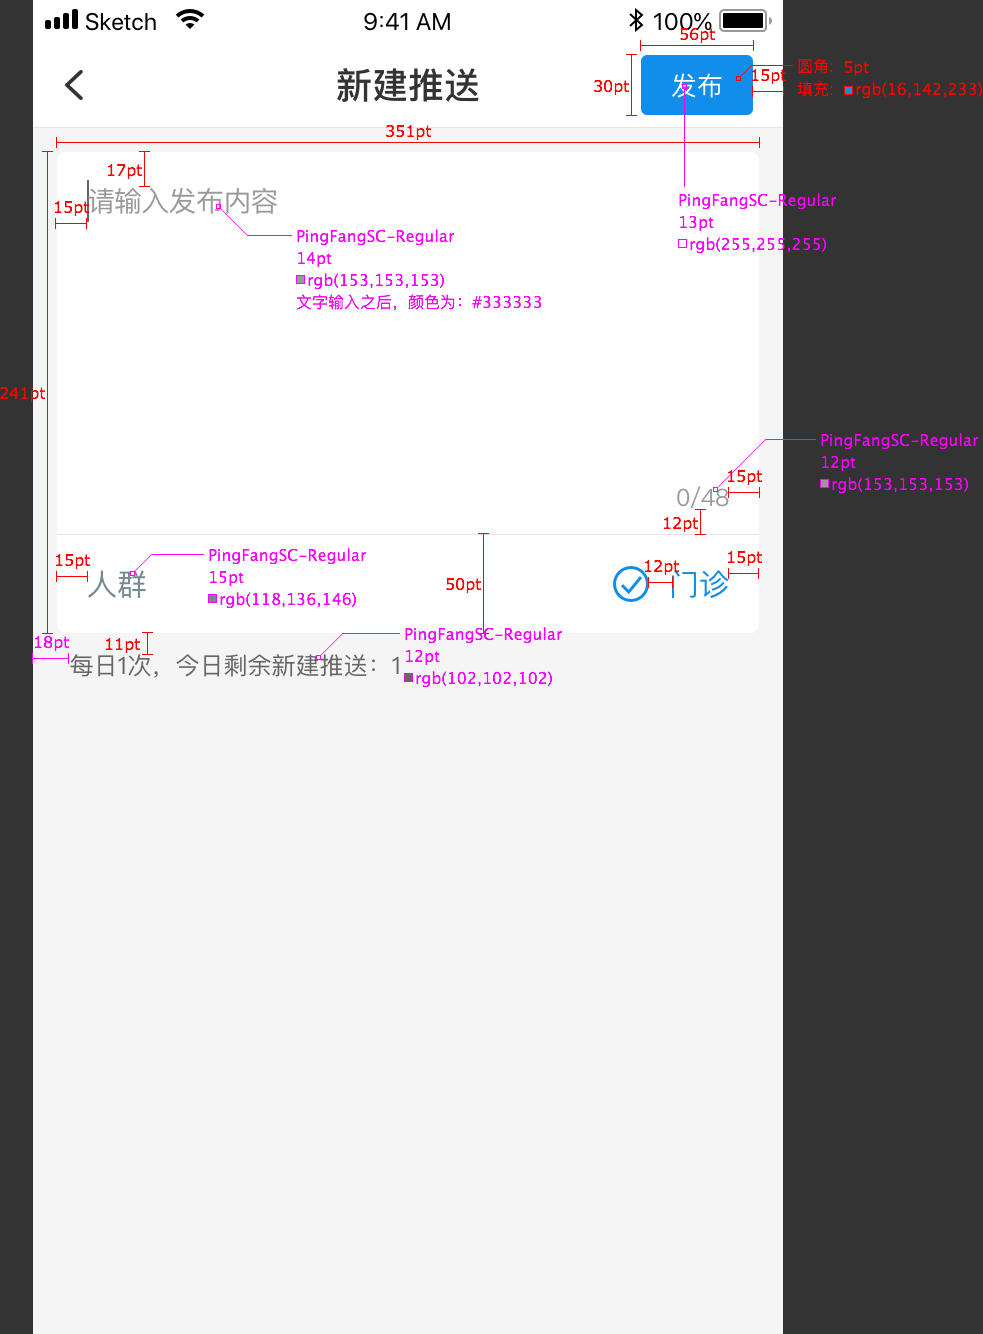 Sketch
9:41 AM
100%
56pt
新建推送
发布
30pt
15pt
圆角：5pt
填充：rgb(16,142,233)
351pt
17pt
15pt
请输入发布内容
PingFangSC-Regular
13pt
rgb(255,255,255)
PingFangSC-Regular
14pt
rgb(153,153,153)
文字输入之后，颜色为：#333333
241pt
PingFangSC-Regular
12pt
rgb(153,153,153)
15pt
0/48
12pt
15pt
人群
PingFangSC-Regular
15pt
rgb(118,136,146)
50pt
12pt
15pt
门诊
18pt
11pt
每日1次，今日剩余新建推送：1
PingFangSC-Regular
12pt
rgb(102,102,102)